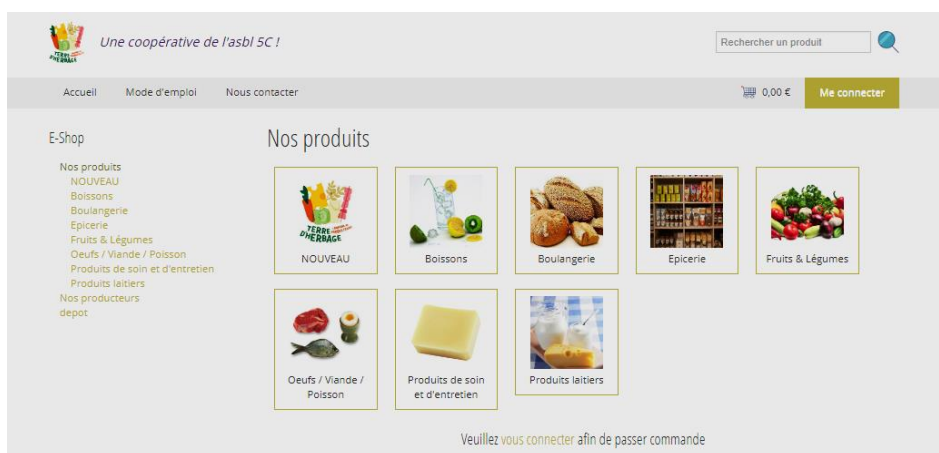 TERRE
D'HERBAGE
Une coopérative de l'asbl 5C !
Rechercher un produit
Accueil
Mode d'emploi
Nous contacter
0,00 €
Me connecter
E-Shop
Nos produits
NOUVEAU
Boissons
Boulangerie
Epicerie
Fruits & Légumes
Oeufs / Viande / Poisson
Produits de soin et d'entretien
Produits laitiers
Nos producteurs
depot
Nos produits
TERRE
D'HERBAGE
NOUVEAU
Boissons
Boulangerie
Epicerie
Fruits & Légumes
Oeufs / Viande /
Poisson
Produits de soin
et d'entretien
Produits laitiers
Veuillez vous connecter afin de passer commande